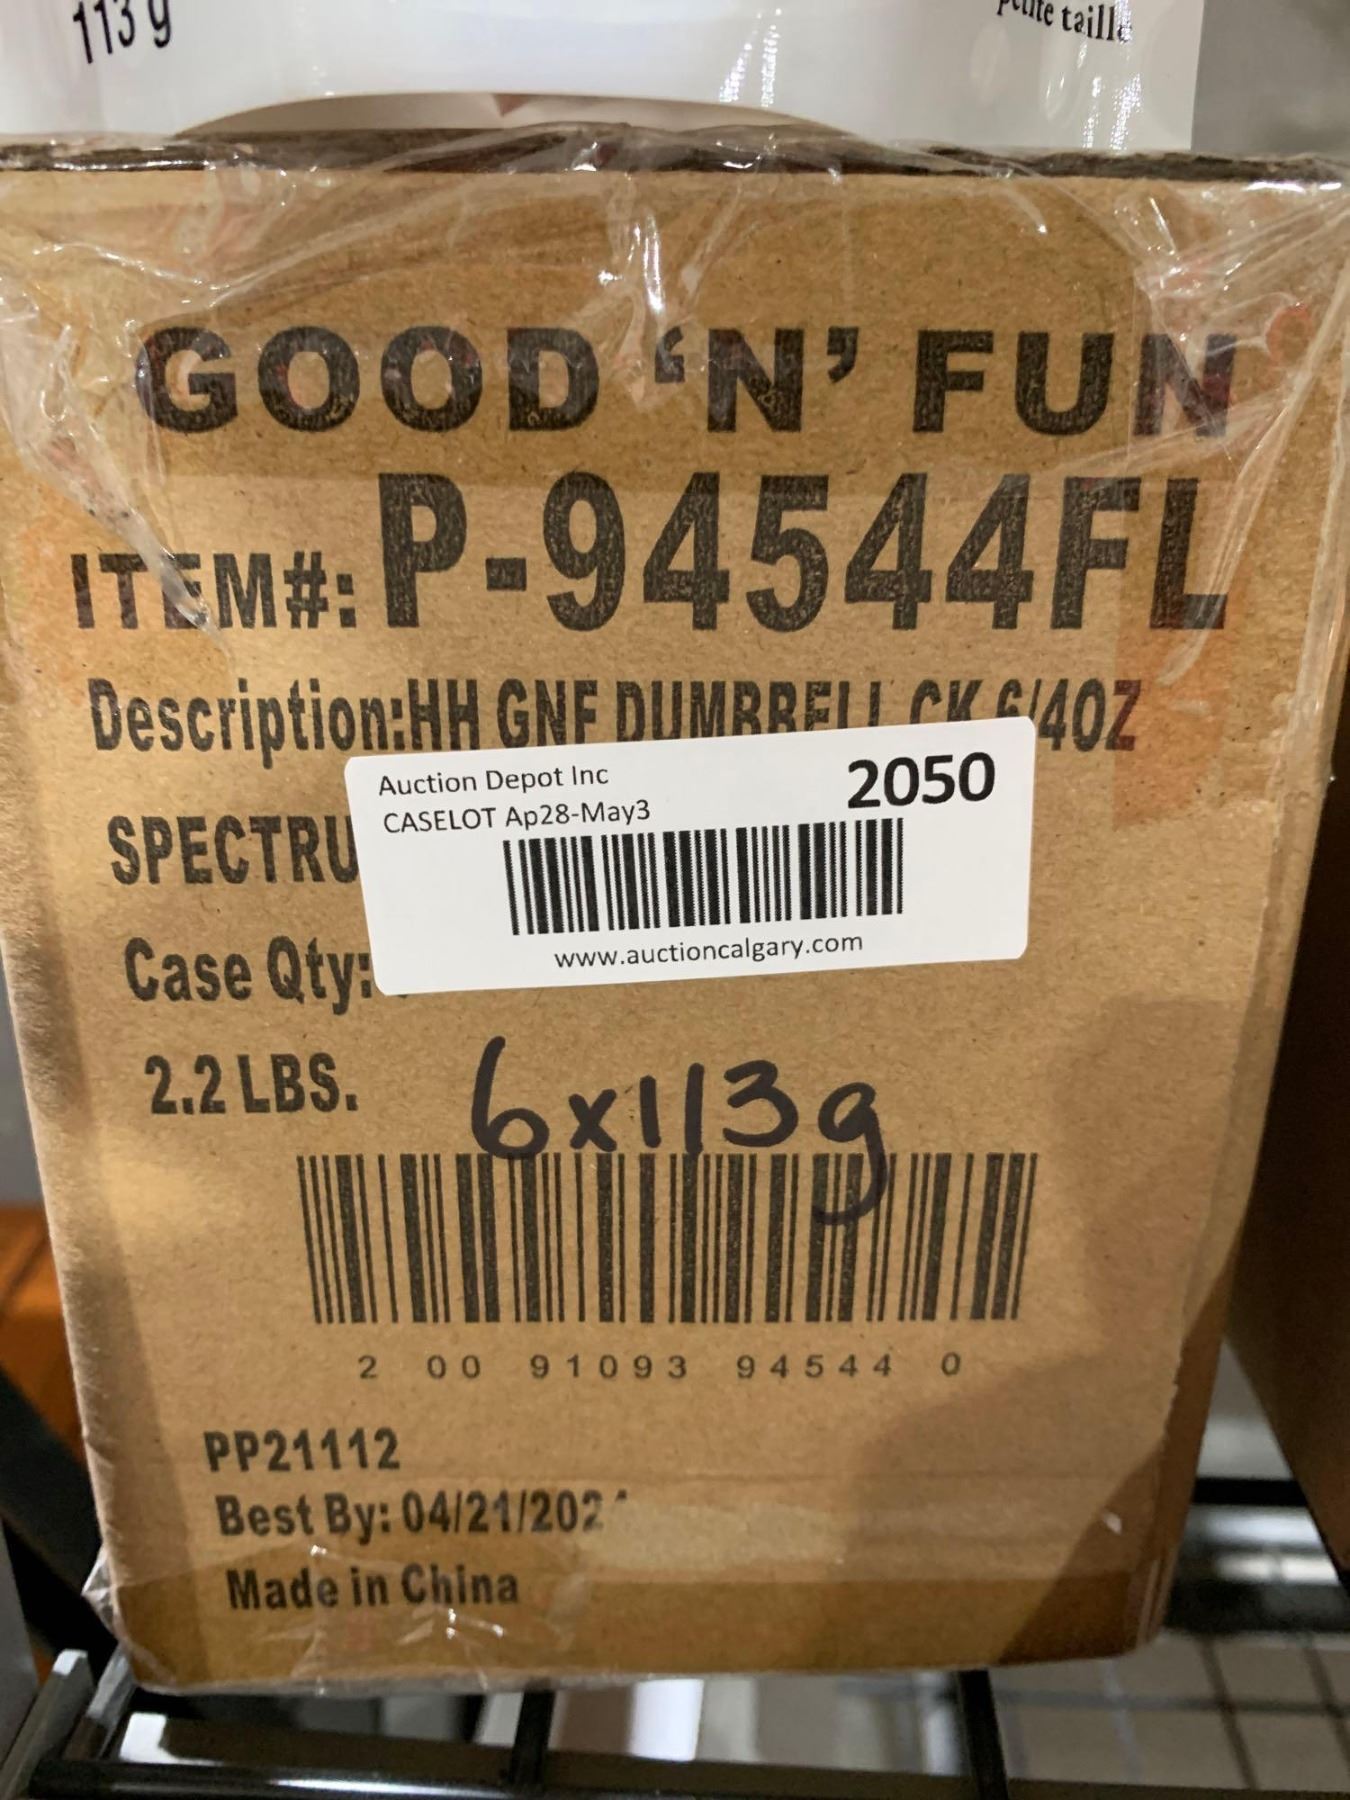 113 g
petite taille
GOOD 'N' FUN
ITEM#: P-94544FL
Description:HH GNF DUMBBELL CK 6/4OZ
Auction Depot Inc
2050
CASELOT Ap28-May3
www.auctioncalgary.com
Case Qty:
2.2 LBS.
6x113g
2 00 91093 94544 0
PP21112
Best By: 04/21/202
Made in China